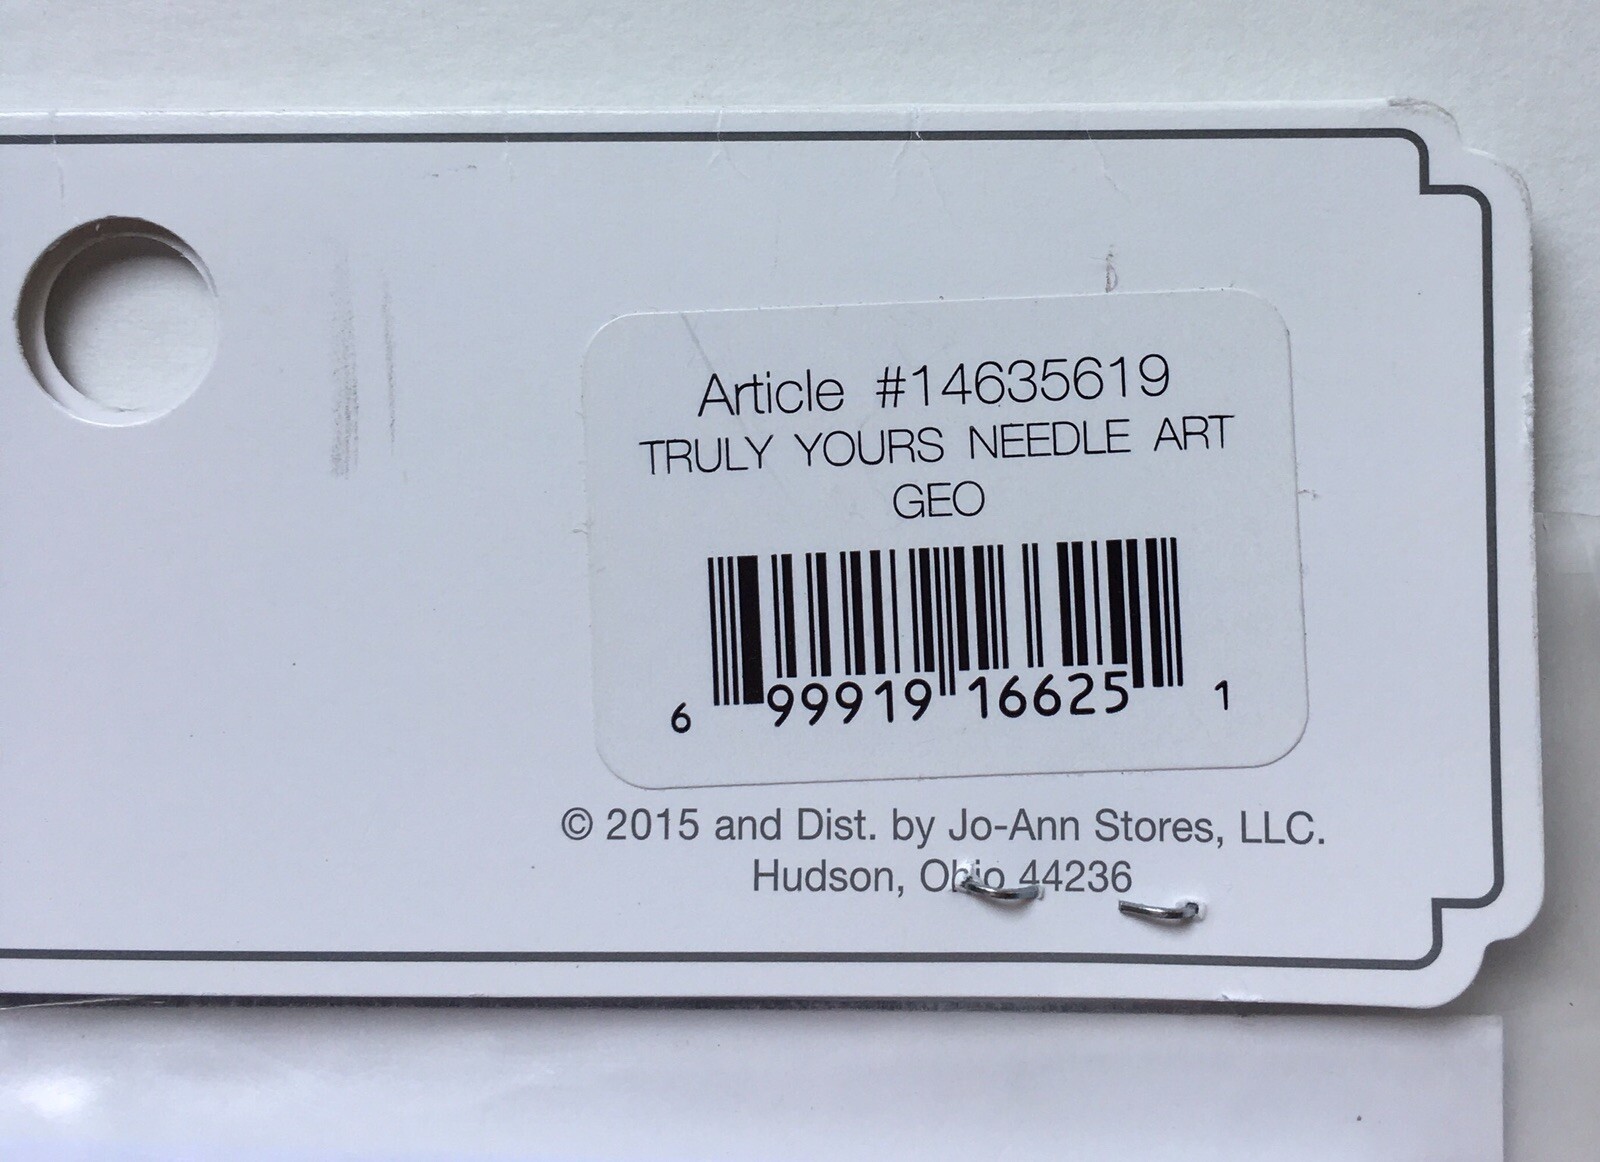 Article #14635619
TRULY YOURS NEEDLE ART
GEO
6 99919 16625 1
© 2015 and Dist. by Jo-Ann Stores, LLC.
Hudson, Ohio 44236